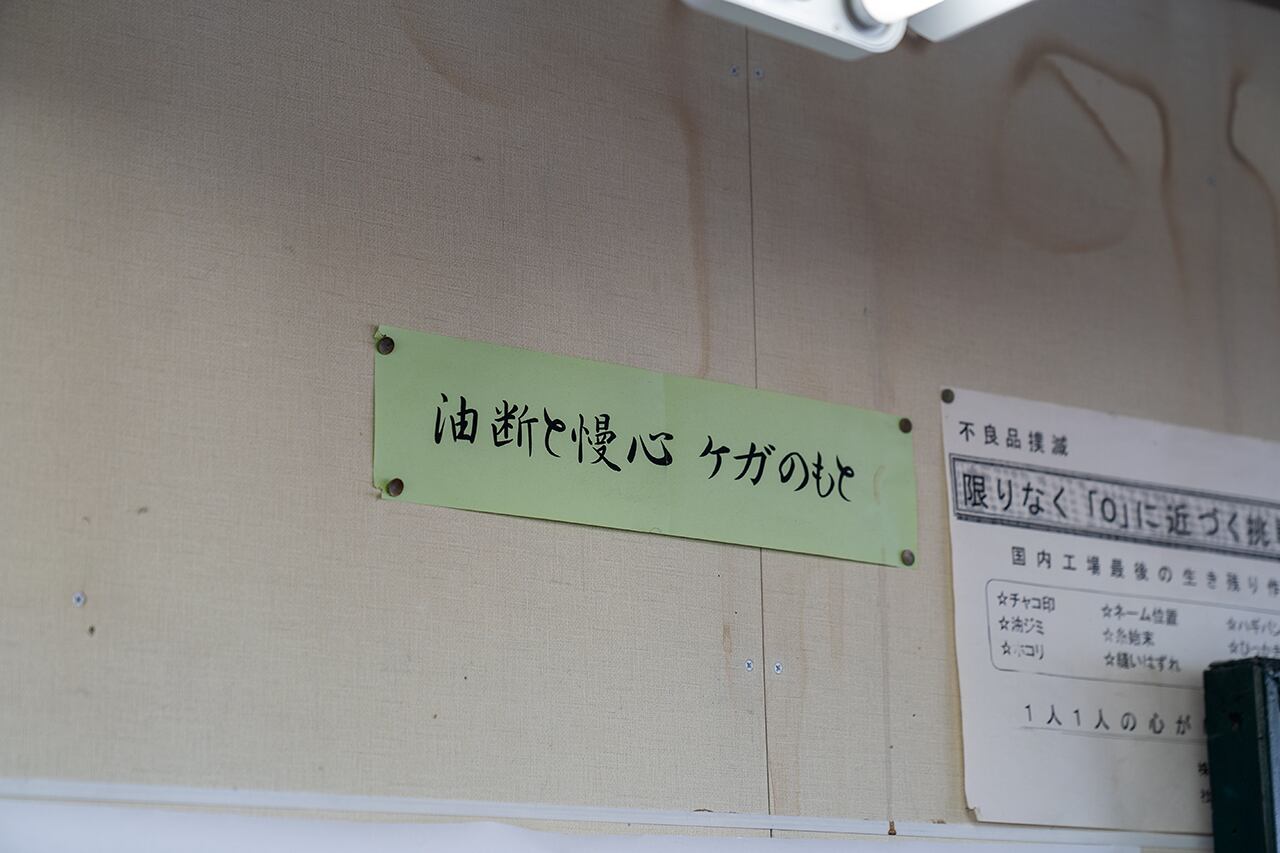 油断と慢心 ケガのもと
不良品撲滅
限りなく「0」に近づく挑
国内工場最後の生き残り作
☆チャコ印 ☆ネーム位置
☆油ジミ ☆糸始末
☆ホコリ ☆縫いはずれ
1人1人の心が